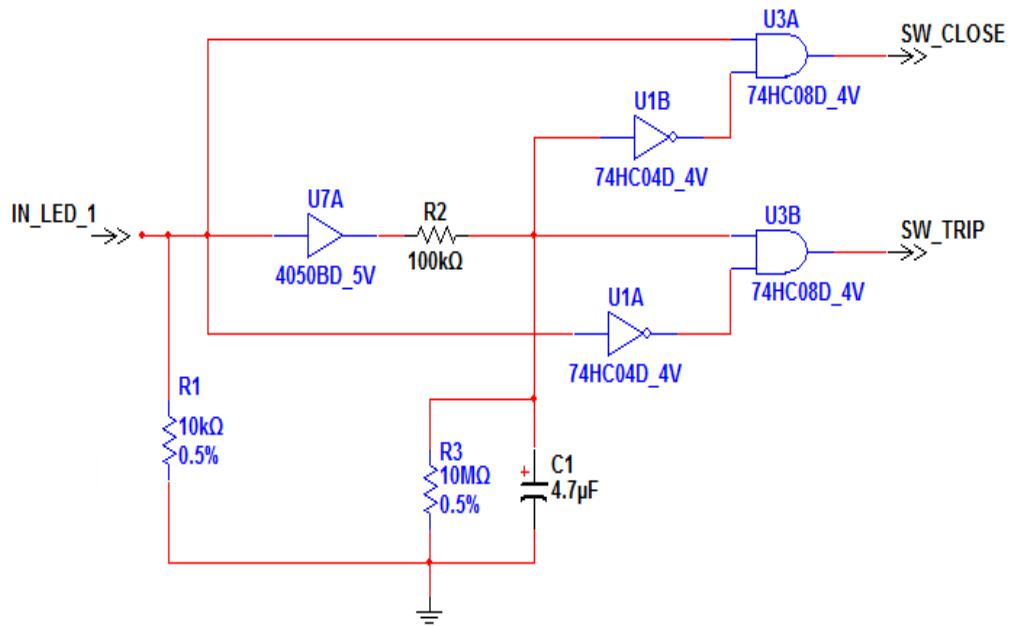 U3A
SW_CLOSE
74HC08D_4V
U1B
74HC04D_4V
U7A
R2
IN_LED_1
100kΩ
4050BD_5V
U3B
SW_TRIP
74HC08D_4V
U1A
74HC04D_4V
R1
10kΩ
0.5%
R3
10MΩ
0.5%
+
C1
4.7µF